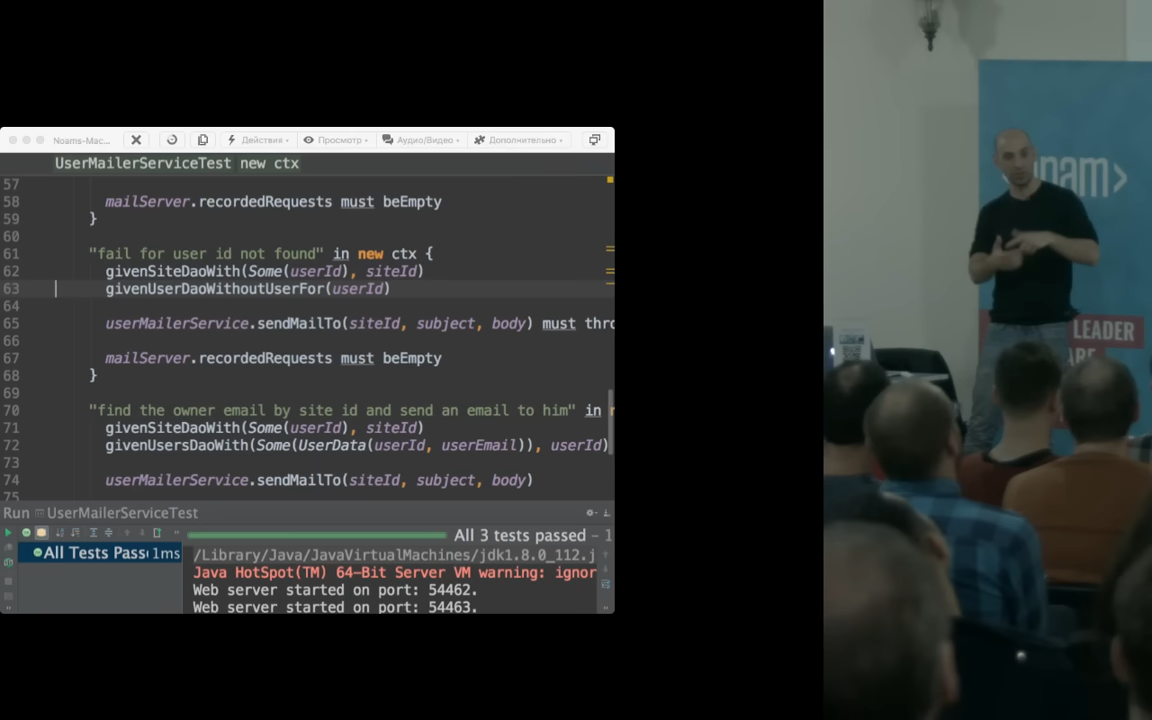 Noams-Mac...
Действия
Просмотр
Аудио/Видео
Дополнительно
UserMailerServiceTest new ctx
57
58 mailServer.recordedRequests must beEmpty
59 }
60
61 "fail for user id not found" in new ctx {
62 givenSiteDaoWith(Some(userId), siteId)
63 givenUserDaoWithoutUserFor(userId)
64
65 userMailerService.sendMailTo(siteId, subject, body) must thro
66
67 mailServer.recordedRequests must beEmpty
68 }
69
70 "find the owner email by site id and send an email to him" in
71 givenSiteDaoWith(Some(userId), siteId)
72 givenUsersDaoWith(Some(UserData(userId, userEmail)), userId)
73
74 userMailerService.sendMailTo(siteId, subject, body)
75
Run UserMailerServiceTest
All 3 tests passed – 1
All Tests Pass 1ms
/Library/Java/JavaVirtualMachines/jdk1.8.0_112.j
Java HotSpot(TM) 64-Bit Server VM warning: ignor
Web server started on port: 54462.
Web server started on port: 54463.
LEADER